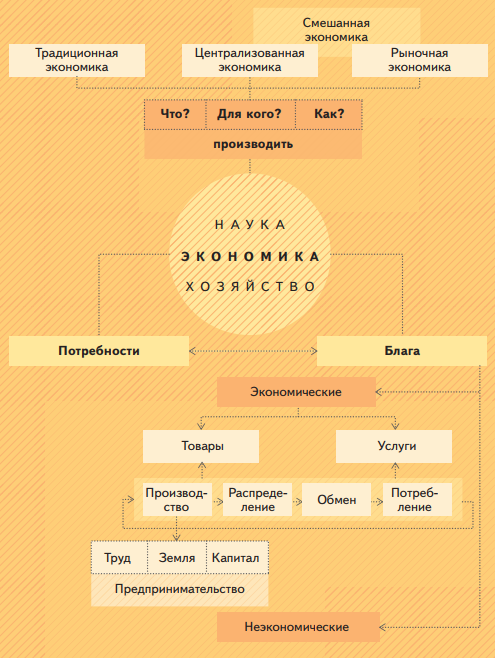 Смешанная
экономика
Традиционная
экономика
Централизованная
экономика
Рыночная
экономика
Что? Для кого? Как?
производить
НАУКА
ЭКОНОМИКА
ХОЗЯЙСТВО
Потребности
Блага
Экономические
Товары
Услуги
Производ-
ство
Распреде-
ление
Обмен
Потреб-
ление
Труд Земля Капитал
Предпринимательство
Неэкономические